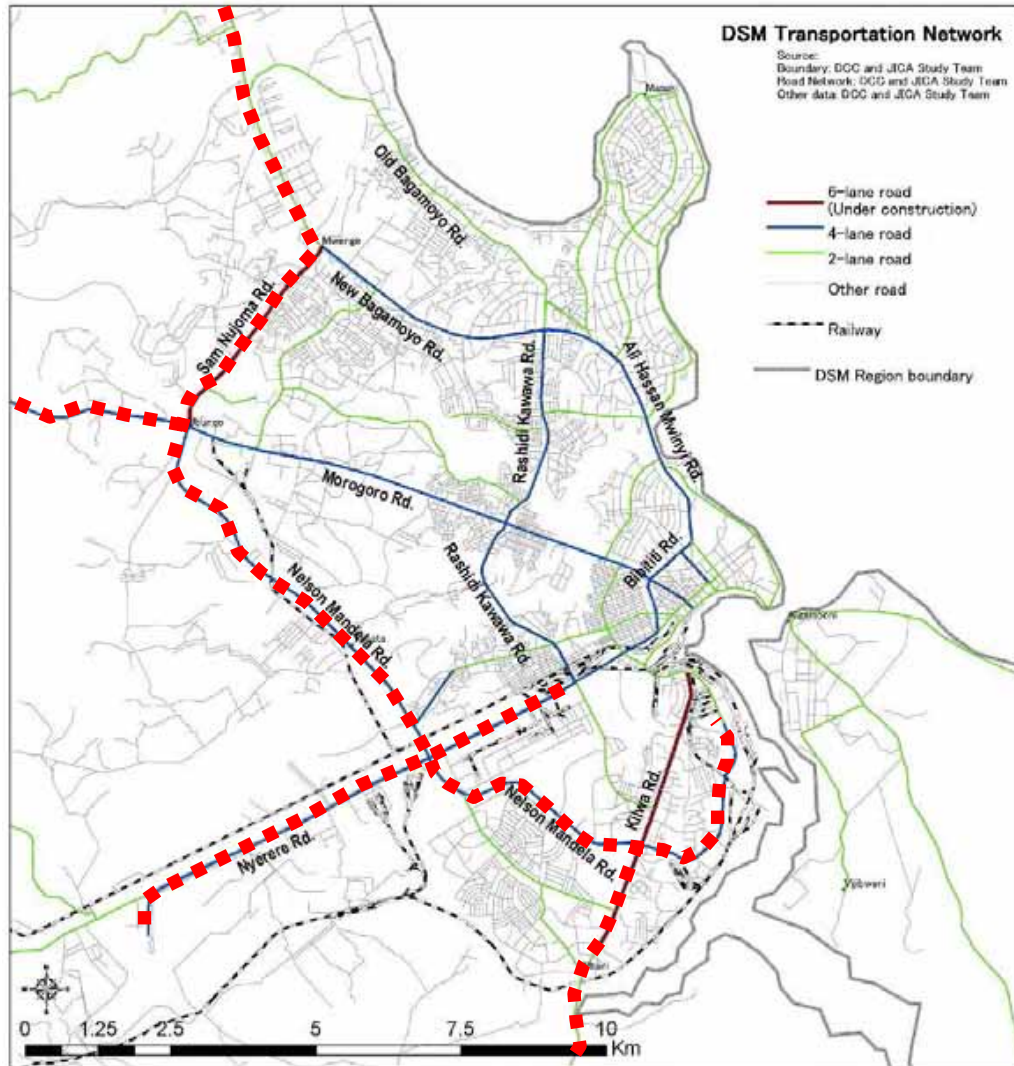 DSM Transportation Network
Source:
Boundary: DCC and JICA Study Team
Road Network: DCC and JICA Study Team
Other data: DCC and JICA Study Team
6-lane road
(Under construction)
4-lane road
2-lane road
Other road
Railway
DSM Region boundary
Old Bagamoyo Rd.
Mwenge
New Bagamoyo Rd.
Sam Nujoma Rd.
Ali Hassan Mwinyi Rd.
Rashidi Kawawa Rd.
Morogoro Rd.
Bibititi Rd.
Rashidi Kawawa Rd.
Nelson Mandela Rd.
Kilwa Rd.
Nelson Mandela Rd.
Nyerere Rd.
0 1.25 2.5 5 7.5 10
Km